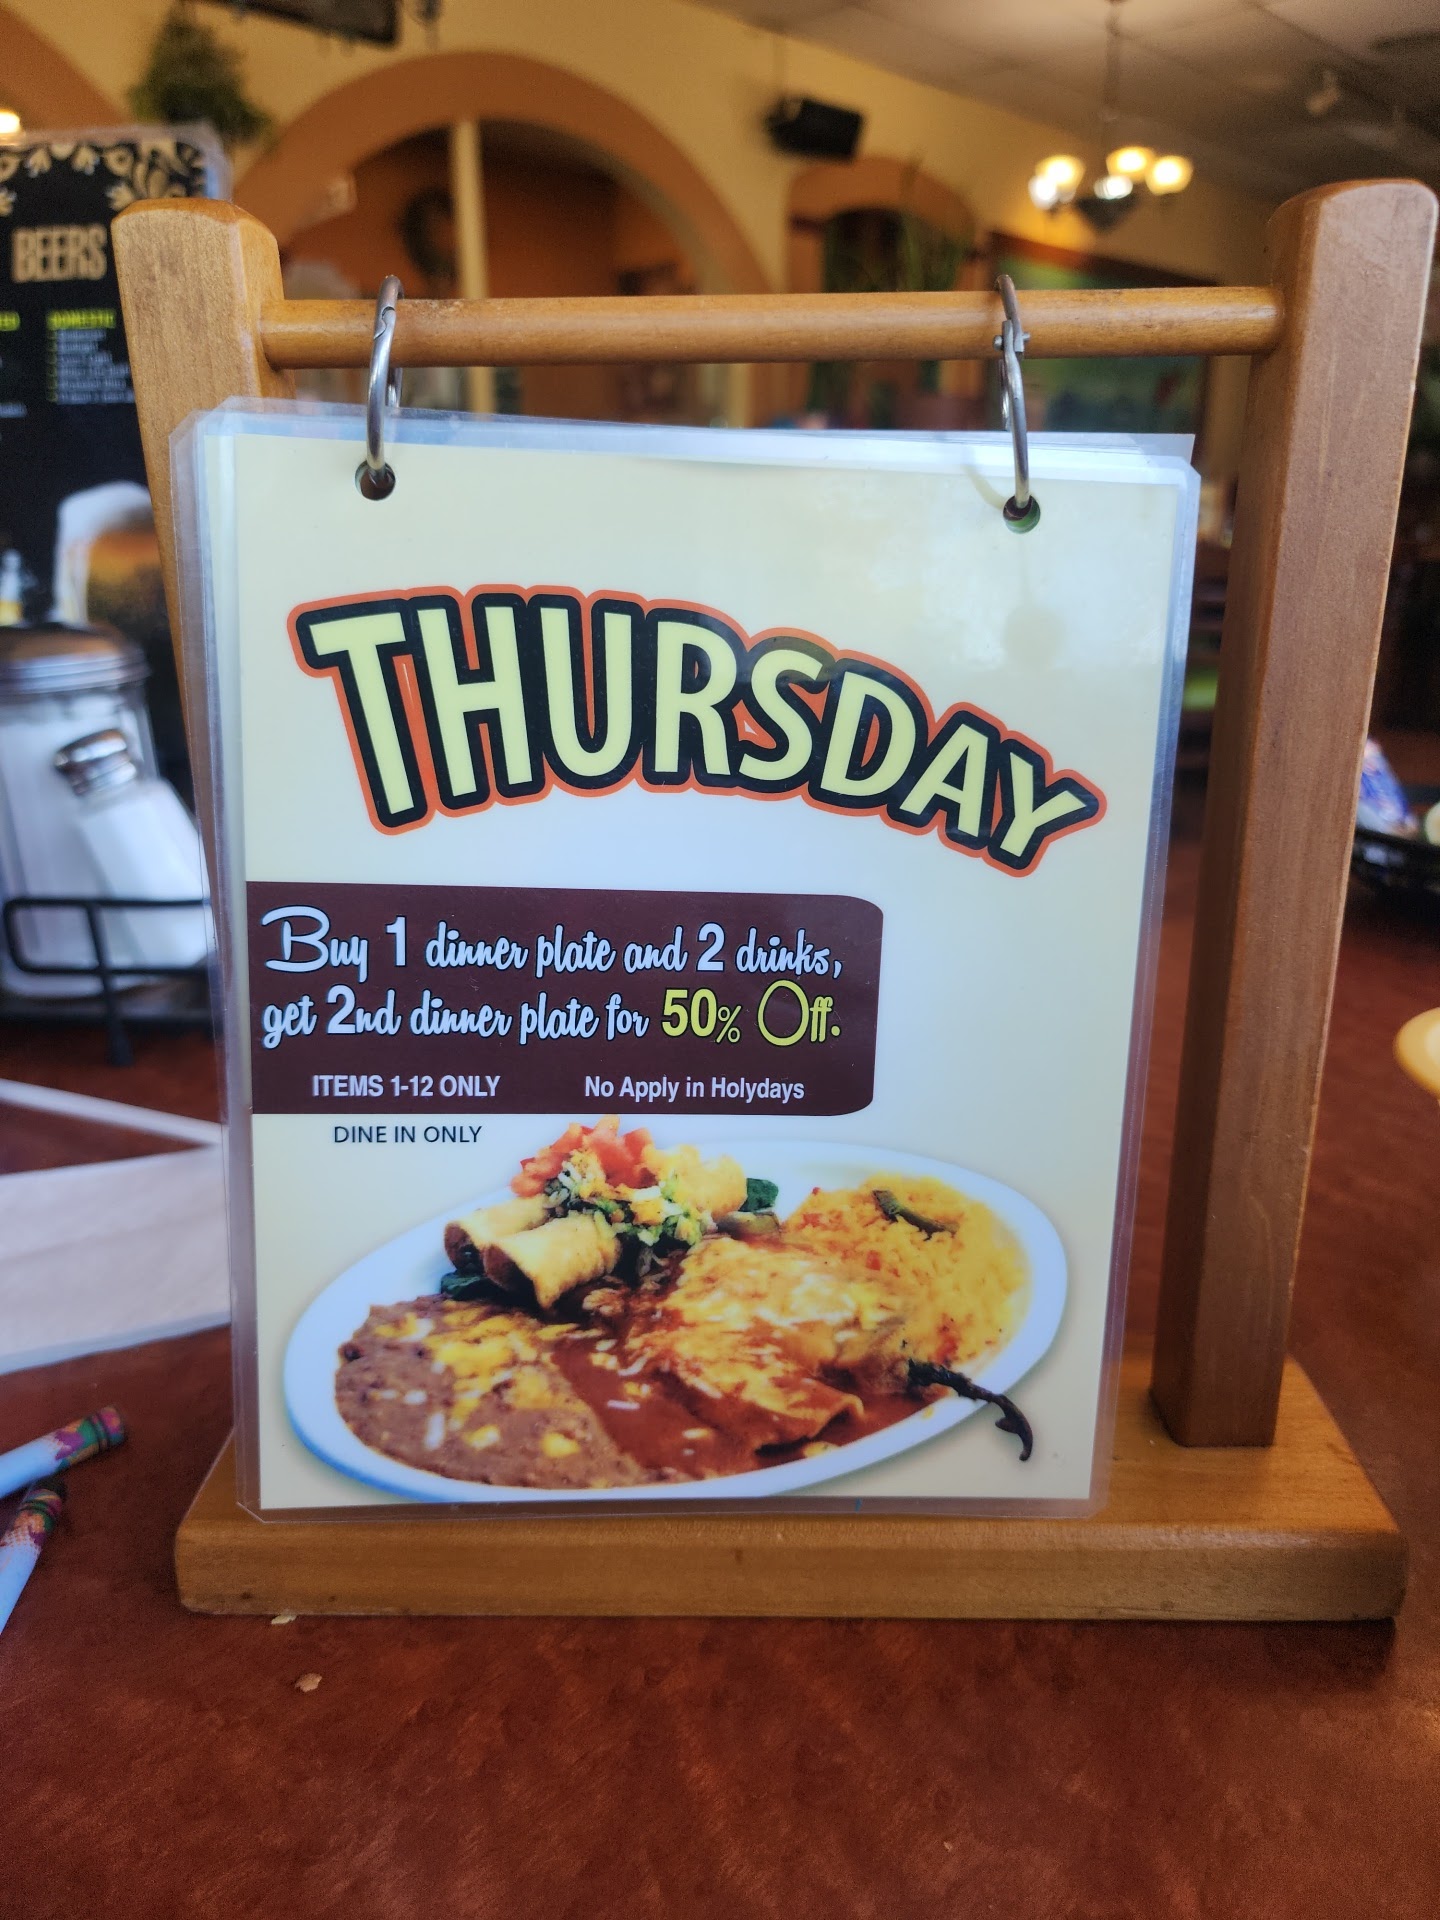 BEERS
DOMESTIC
THURSDAY
Buy 1 dinner plate and 2 drinks,
get 2nd dinner plate for 50% Off.
ITEMS 1-12 ONLY No Apply in Holydays
DINE IN ONLY